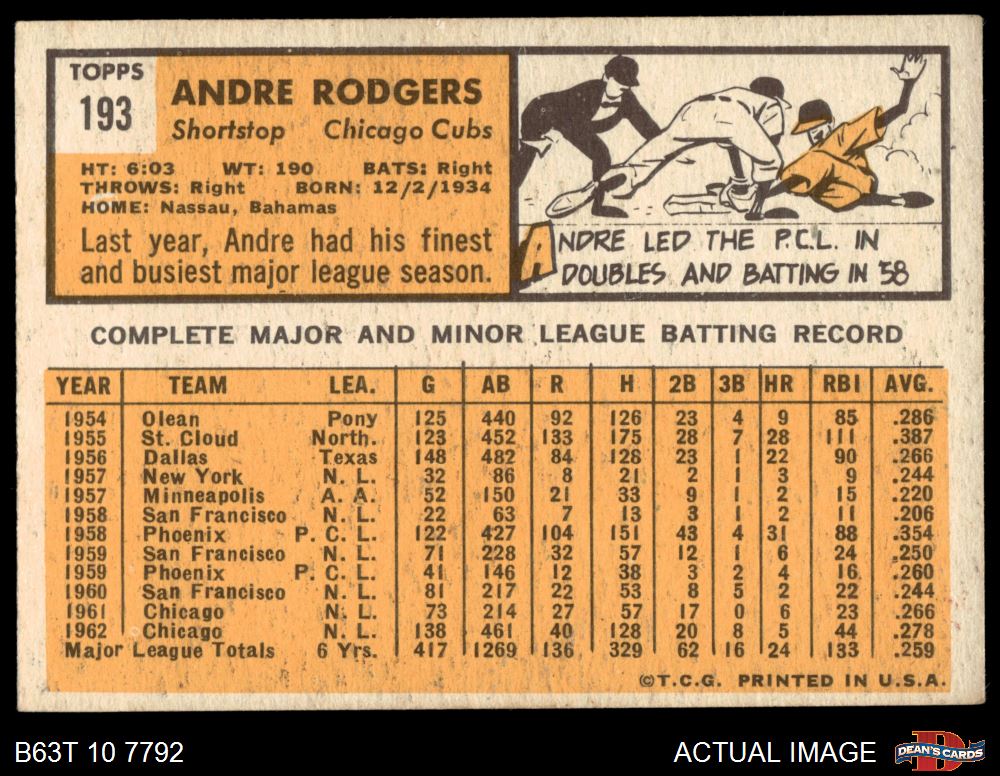 TOPPS
193
ANDRE RODGERS
Shortstop Chicago Cubs
HT: 6:03 WT: 190 BATS: Right
THROWS: Right BORN: 12/2/1934
HOME: Nassau, Bahamas
Last year, Andre had his finest
and busiest major league season.
ANDRE LED THE P.C.L. IN
DOUBLES AND BATTING IN '58
COMPLETE MAJOR AND MINOR LEAGUE BATTING RECORD
YEAR TEAM LEA. G AB R H 2B 3B HR RBI AVG.
1954 Olean Pony 125 440 92 126 23 4 9 85 .286
1955 St. Cloud North. 123 452 133 175 28 7 28 111 .387
1956 Dallas Texas 148 482 84 128 23 1 22 90 .266
1957 New York N. L. 32 86 8 21 2 1 3 9 .244
1957 Minneapolis A. A. 52 150 21 33 9 1 2 15 .220
1958 San Francisco N. L. 22 63 7 13 3 1 2 11 .206
1958 Phoenix P. C. L. 122 427 104 151 43 4 31 88 .354
1959 San Francisco N. L. 71 228 32 57 12 1 6 24 .250
1959 Phoenix P. C. L. 41 146 12 38 3 2 4 16 .260
1960 San Francisco N. L. 81 217 22 53 8 5 2 22 .244
1961 Chicago N. L. 73 214 27 57 17 0 6 23 .266
1962 Chicago N. L. 138 461 40 128 20 8 5 44 .278
Major League Totals 6 Yrs. 417 1269 136 329 62 16 24 133 .259
©T.C.G. PRINTED IN U.S.A.
B63T 10 7792 ACTUAL IMAGE DEAN'S CARDS